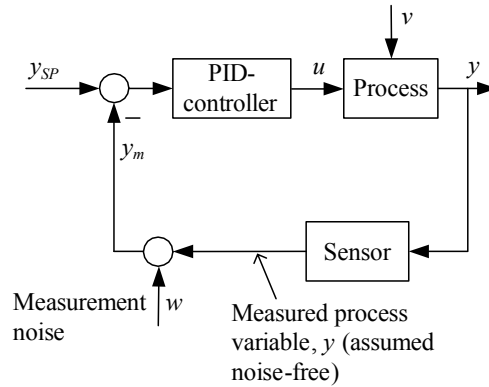 v
y_SP
PID-
controller
u
Process
y
−
y_m
Sensor
Measurement
noise
w
Measured process
variable, y (assumed
noise-free)